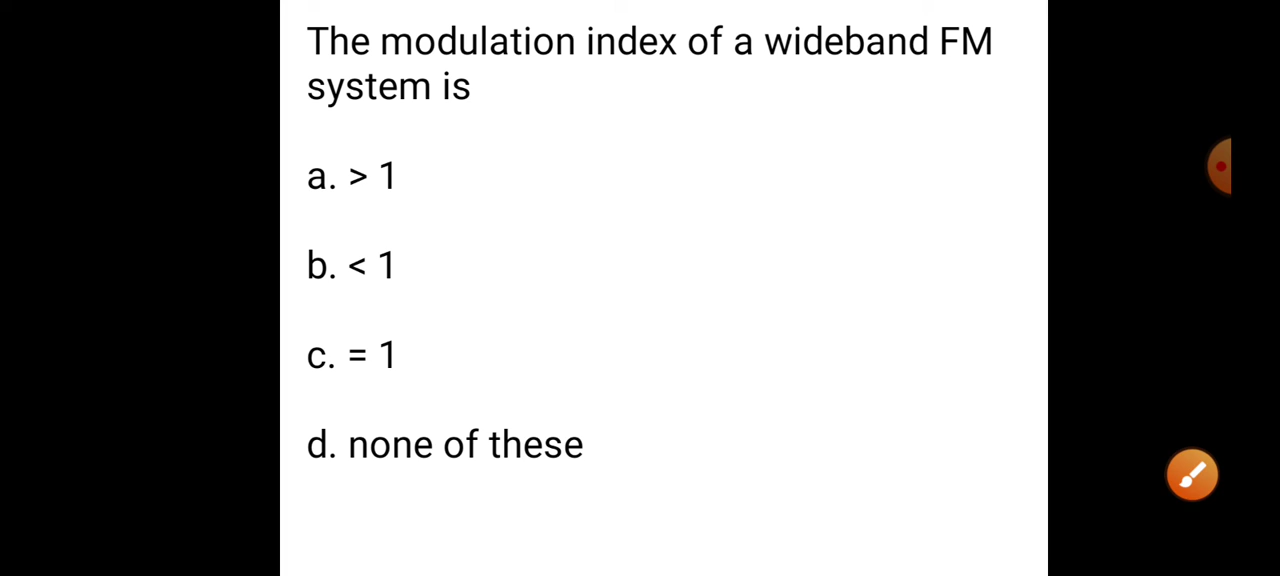 The modulation index of a wideband FM
system is
a. > 1
b. < 1
c. = 1
d. none of these